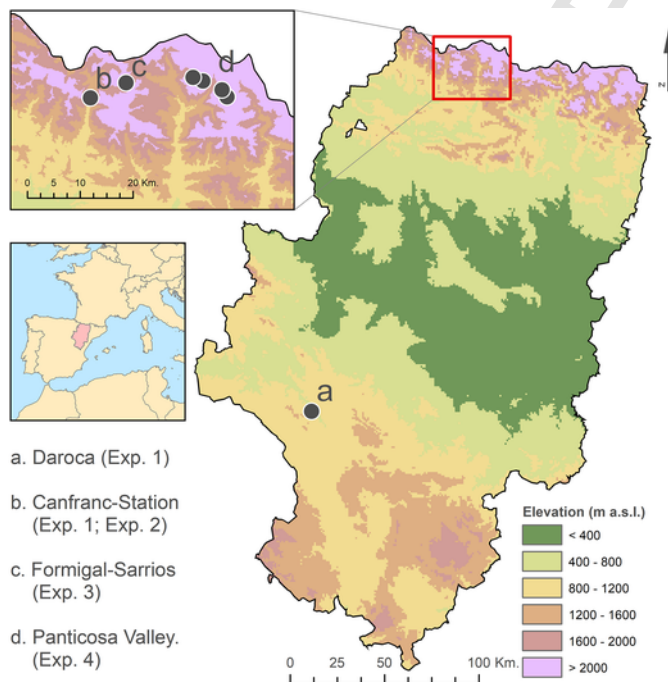 b
c
d
0 5 10 20 Km.
N
a
a. Daroca (Exp. 1)
b. Canfranc-Station
(Exp. 1; Exp. 2)
c. Formigal-Sarrios
(Exp. 3)
d. Panticosa Valley.
(Exp. 4)
Elevation (m a.s.l.)
< 400
400 - 800
800 - 1200
1200 - 1600
1600 - 2000
> 2000
0 25 50 100 Km.